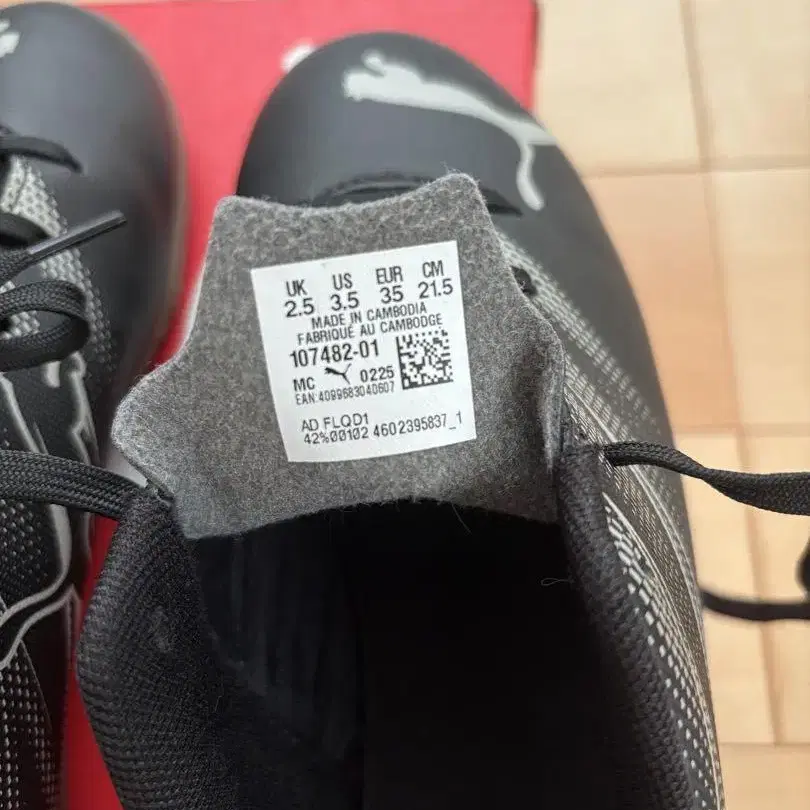 UK US EUR CM
2.5 3.5 35 21.5
MADE IN CAMBODIA
FABRIQUÉ AU CAMBODGE
107482-01
MC 0225
EAN:4099683040607
AD FLQD1
42%00102 4602395837_1